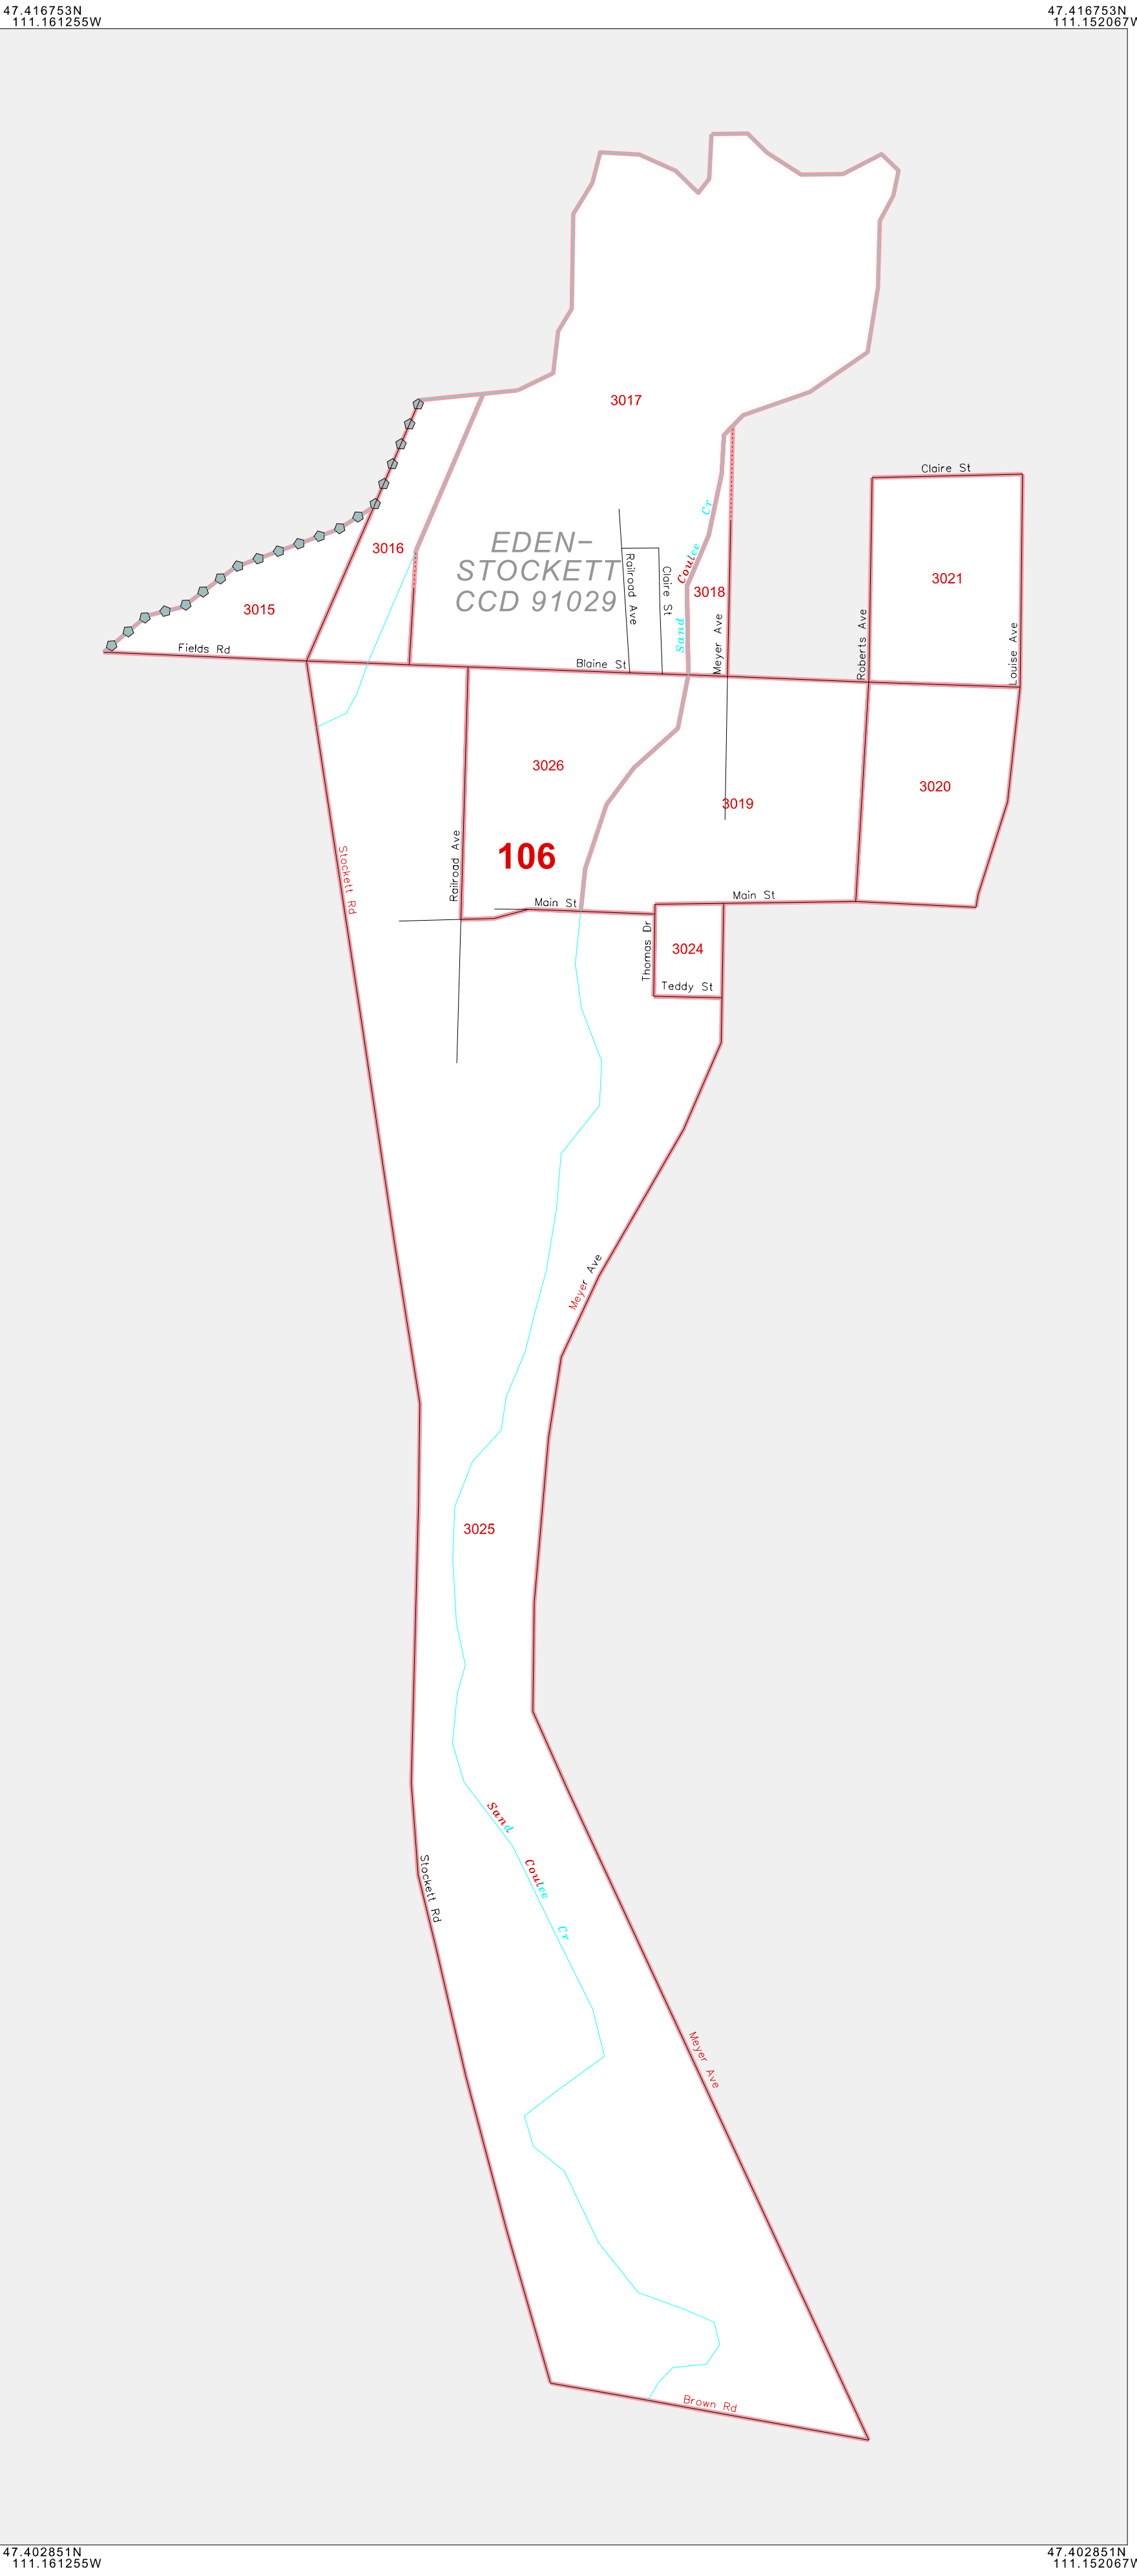 47.416753N
111.161255W
47.416753N
111.152067W
3017
Claire St
3016
EDEN-
STOCKETT
CCD 91029
Railroad Ave
Claire St
Sand Coulee Cr
3018
Meyer Ave
3021
Roberts Ave
Louise Ave
3015
Fields Rd
Blaine St
3026
3019
3020
Stockett Rd
Railroad Ave
106
Main St
Main St
Thomas Dr
3024
Teddy St
Meyer Ave
3025
Sand Coulee Cr
Stockett Rd
Meyer Ave
Brown Rd
47.402851N
111.161255W
47.402851N
111.152067W